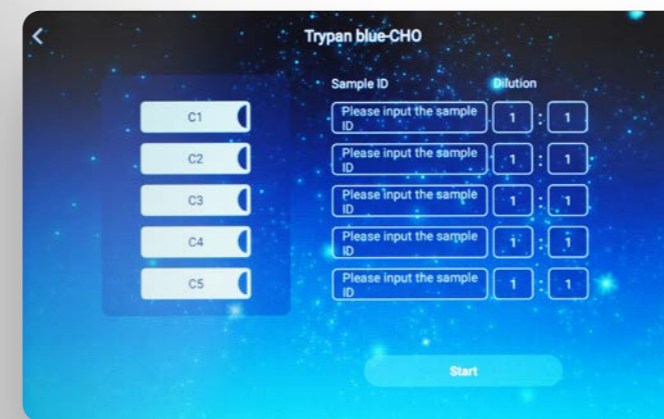 Trypan blue-CHO
Sample ID Dilution
C1 Please input the sample
ID 1 : 1
C2 Please input the sample
ID 1 : 1
C3 Please input the sample
ID 1 : 1
C4 Please input the sample
ID 1 : 1
C5 Please input the sample
ID 1 : 1
Start